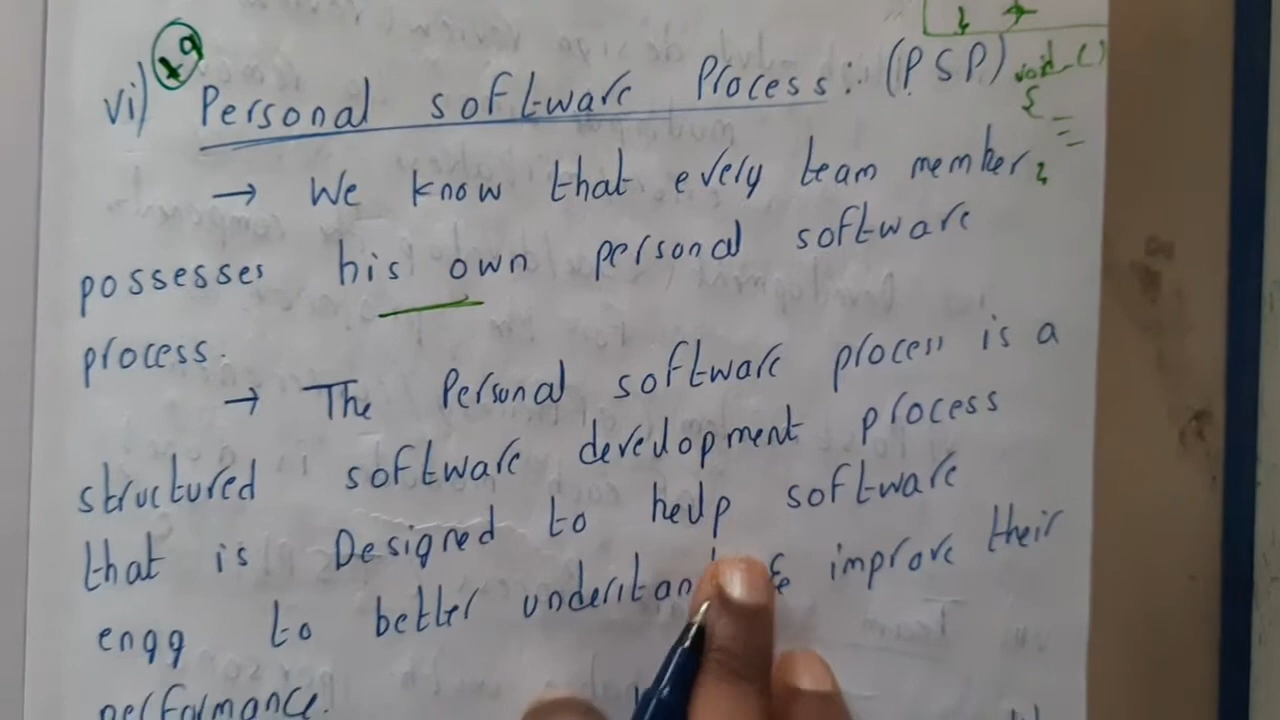 vi) Personal software Process: (PSP)
void ()
{
→ We know that every team member
possesses his own personal software
process.
→ The Personal software process is a
structured software development process
that is Designed to help software
engg to better understand & improve their
performance.